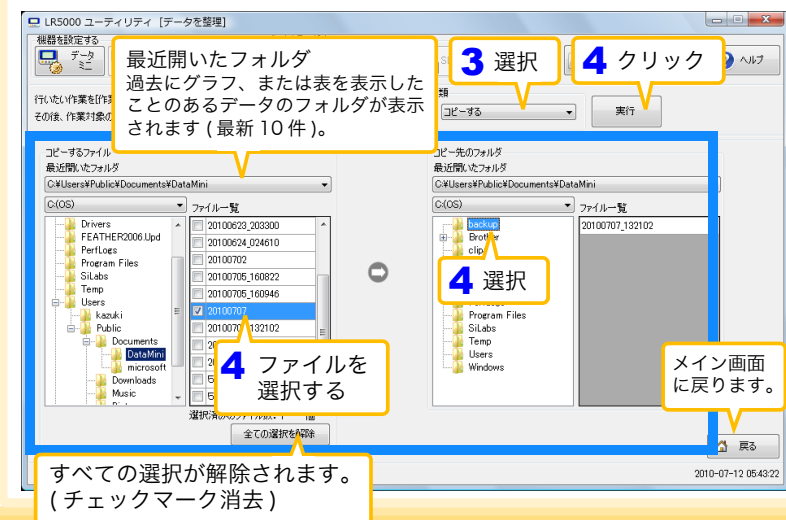 LR5000 ユーティリティ [データを整理]
機器を設定する
データ
ミニ
最近開いたフォルダ
過去にグラフ、または表を表示した
ことのあるデータのフォルダが表示
されます ( 最新 10 件 )。
3 選択
4 クリック
ヘルプ
行いたい作業を[作業
その後、作業対象の
類
コピーする
実行
コピーするファイル
最近開いたフォルダ
C:¥Users¥Public¥Documents¥DataMini
C:(OS)
ファイル一覧
Drivers
FEATHER2006.Upd
PerfLogs
Program Files
SiLabs
Temp
Users
kazuki
Public
Documents
DataMini
microsoft
Downloads
Music
20100623_203300
20100624_024610
20100702
20100705_160822
20100705_160946
20100707
20100707_132102
4 ファイルを
選択する
全ての選択を解除
すべての選択が解除されます。
( チェックマーク消去 )
コピー先のフォルダ
最近開いたフォルダ
C:¥Users¥Public¥Documents¥DataMini
C:(OS)
ファイル一覧
backup
Brother
clip
4 選択
Program Files
SiLabs
Temp
Users
Windows
20100707_132102
メイン画面
に戻ります。
戻る
2010-07-12 05:43:22